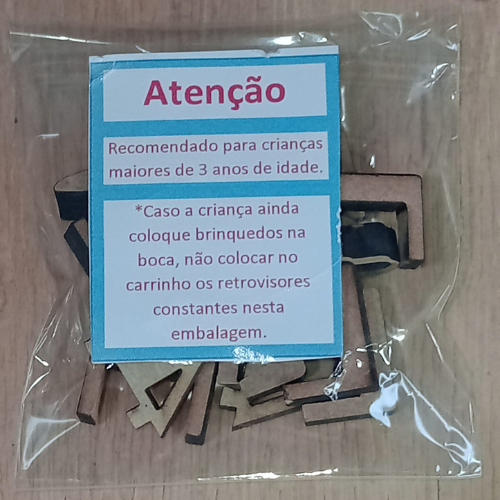 Atenção
Recomendado para crianças
maiores de 3 anos de idade.
*Caso a criança ainda
coloque brinquedos na
boca, não colocar no
carrinho os retrovisores
constantes nesta
embalagem.